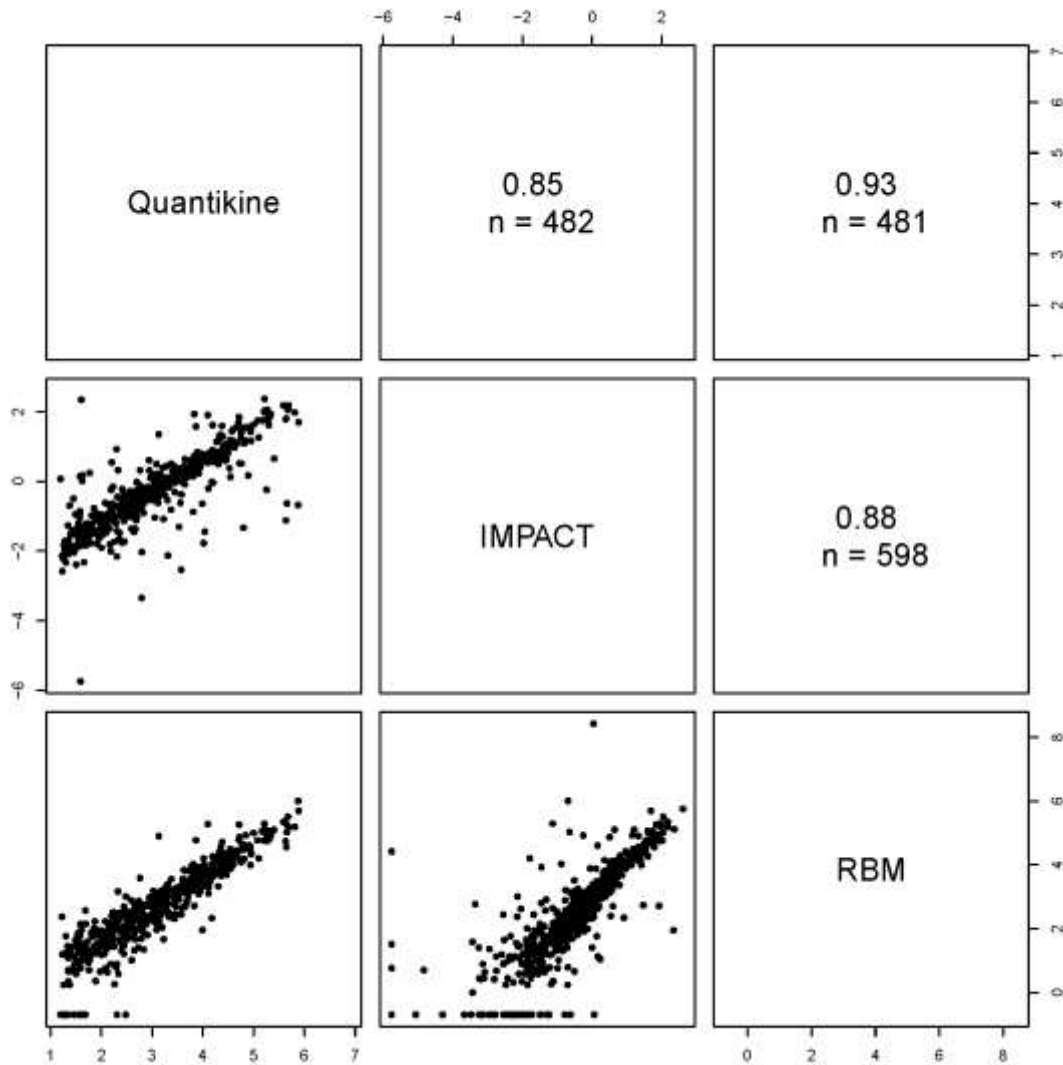 −6 −4 −2 0 2
Quantikine
0.85
n = 482
0.93
n = 481
7
6
5
4
3
2
1
2
0
−2
−4
−6
IMPACT
0.88
n = 598
RBM
8
6
4
2
0
1 2 3 4 5 6 7
0 2 4 6 8